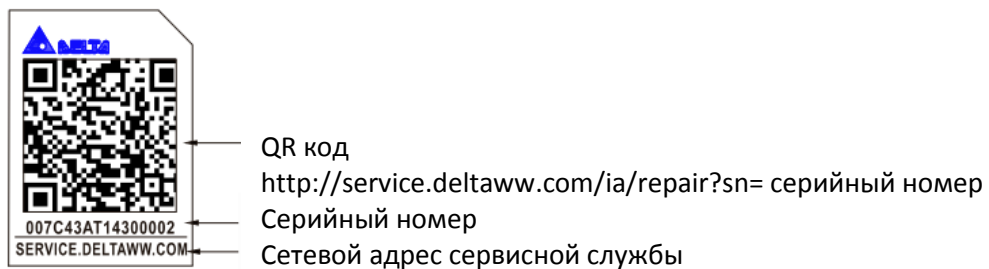 DELTA
QR код
http://service.deltaww.com/ia/repair?sn= серийный номер
007C43AT14300002
Серийный номер
SERVICE.DELTAWW.COM
Сетевой адрес сервисной службы